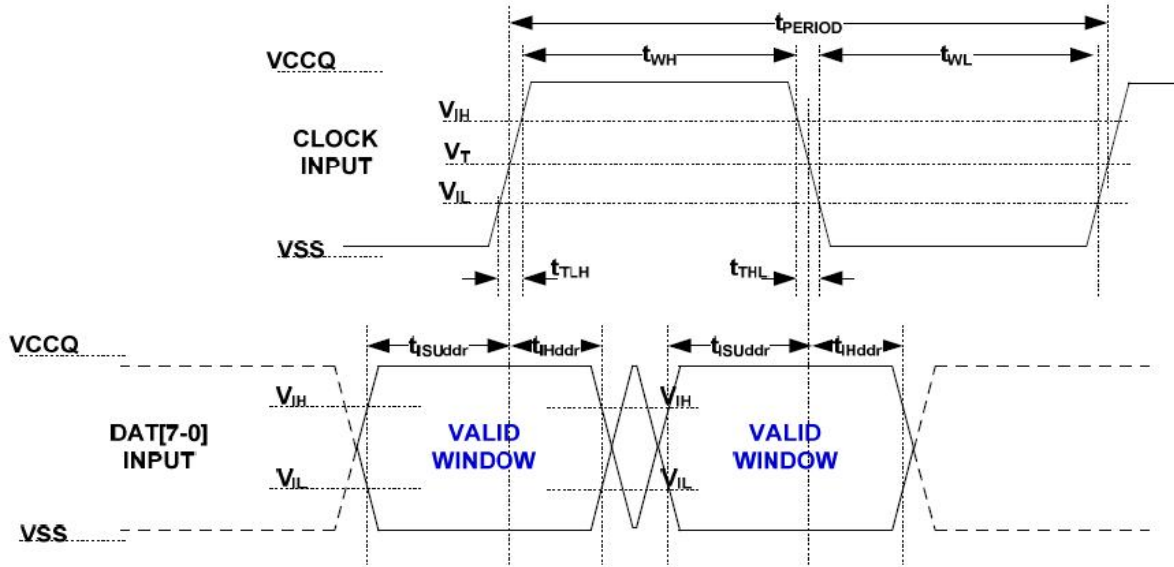 tPERIOD
VCCQ
tWH
tWL
VIH
CLOCK
INPUT
VT
VIL
VSS
tTLH
tTHL
VCCQ
tISUddr
tIHddr
tISUddr
tIHddr
VIH
VIH
DAT[7-0]
INPUT
VALID
WINDOW
VALID
WINDOW
VIL
VIL
VSS